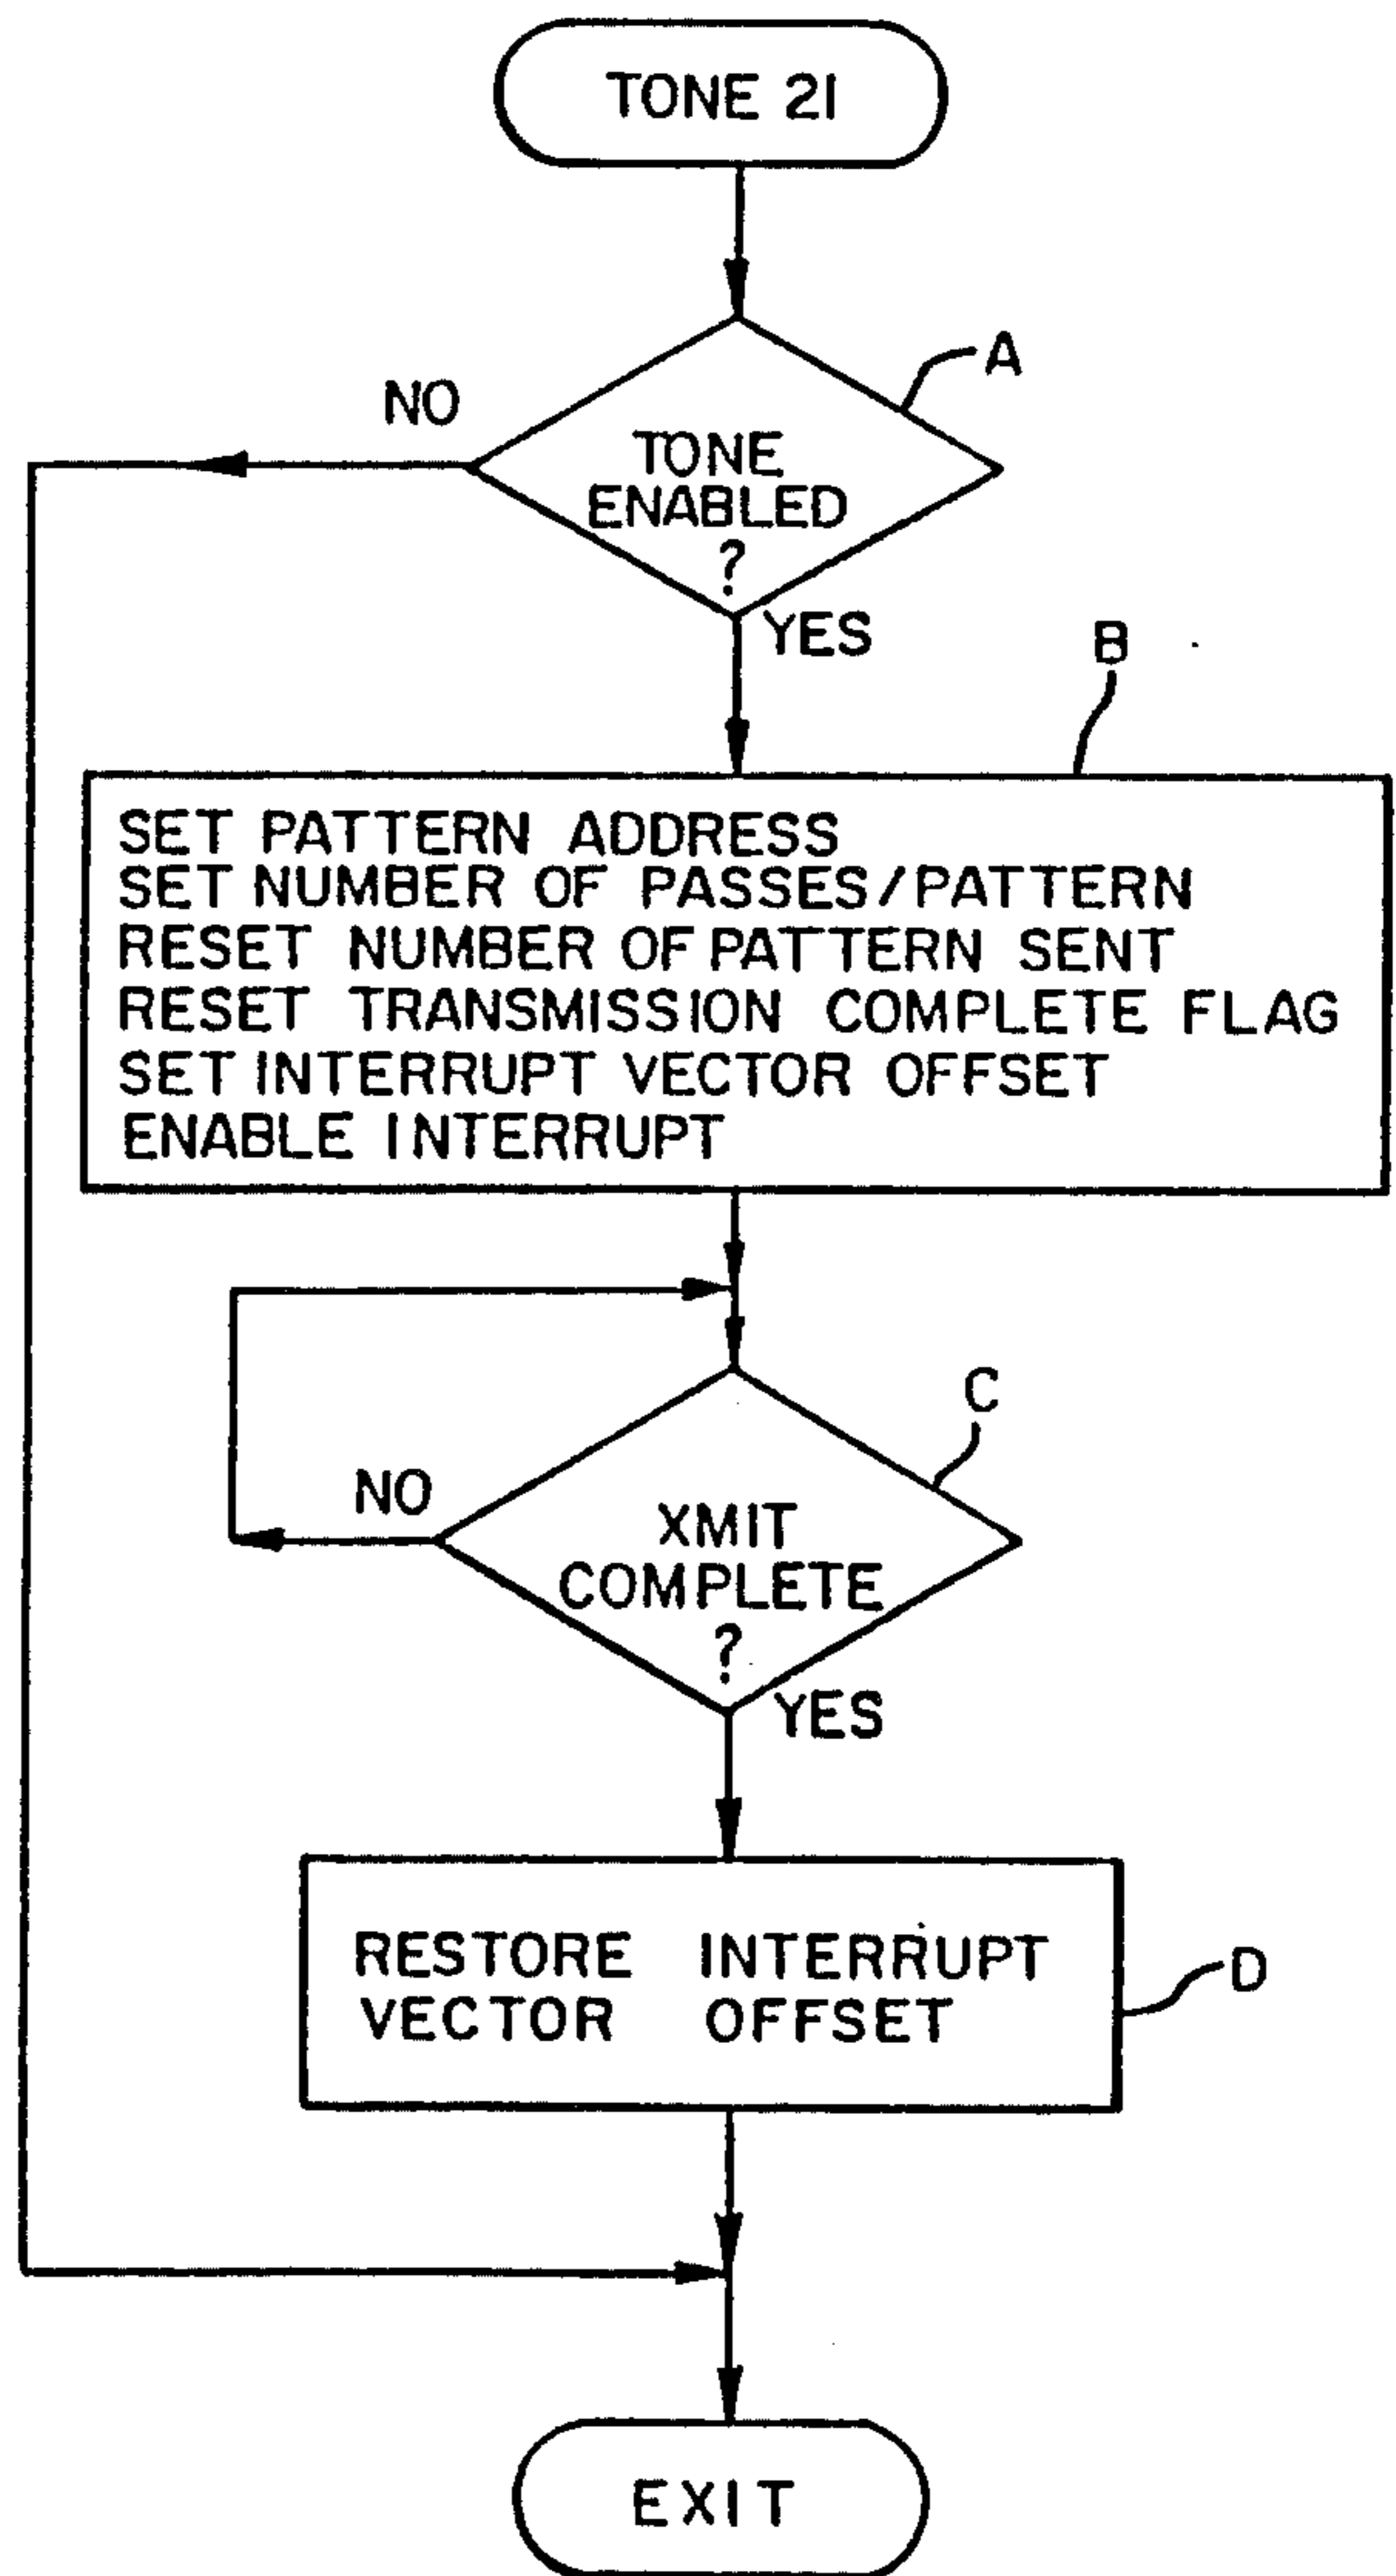 TONE 21
A
NO
TONE
ENABLED
?
YES
B
SET PATTERN ADDRESS
SET NUMBER OF PASSES/PATTERN
RESET NUMBER OF PATTERN SENT
RESET TRANSMISSION COMPLETE FLAG
SET INTERRUPT VECTOR OFFSET
ENABLE INTERRUPT
C
NO
XMIT
COMPLETE
?
YES
RESTORE INTERRUPT
VECTOR OFFSET
D
EXIT